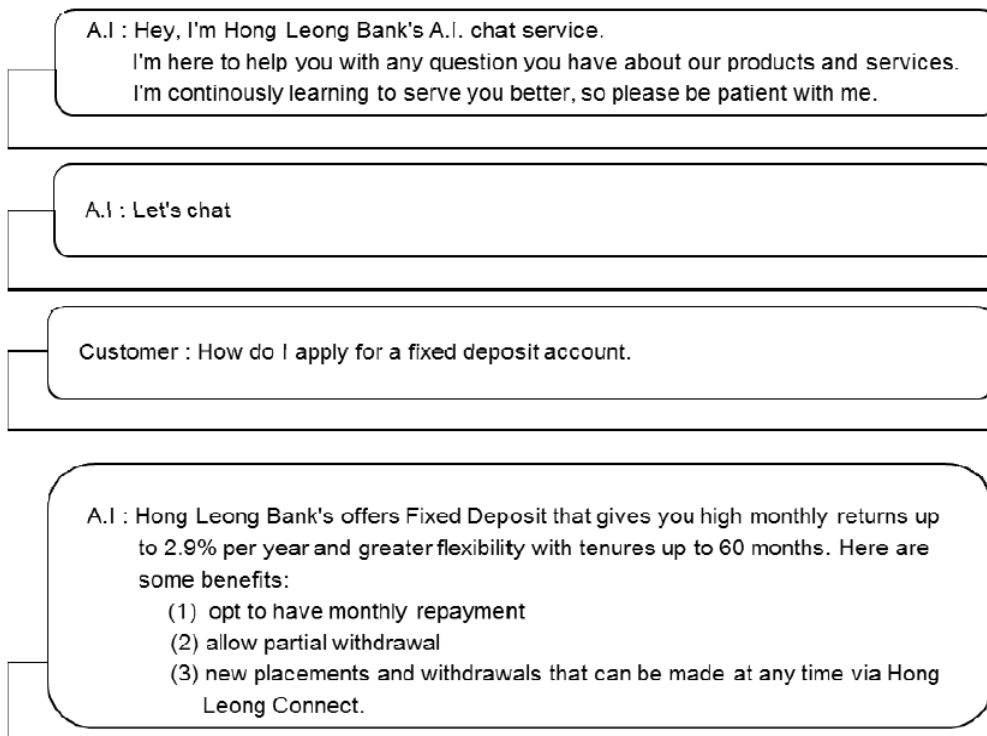 A.I : Hey, I'm Hong Leong Bank's A.I. chat service.
I'm here to help you with any question you have about our products and services.
I'm continously learning to serve you better, so please be patient with me.
A.I : Let's chat
Customer : How do I apply for a fixed deposit account.
A.I : Hong Leong Bank's offers Fixed Deposit that gives you high monthly returns up
to 2.9% per year and greater flexibility with tenures up to 60 months. Here are
some benefits:
(1) opt to have monthly repayment
(2) allow partial withdrawal
(3) new placements and withdrawals that can be made at any time via Hong
Leong Connect.